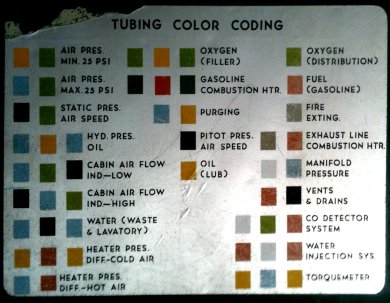 TUBING COLOR CODING
AIR PRES.
MIN. 25 PSI
AIR PRES.
MAX. 25 PSI
STATIC PRES.
AIR SPEED
HYD. PRES.
OIL
CABIN AIR FLOW
IND-LOW
CABIN AIR FLOW
IND-HIGH
WATER (WASTE
& LAVATORY)
HEATER PRES.
DIFF-COLD AIR
HEATER PRES.
DIFF-HOT AIR
OXYGEN
(FILLER)
GASOLINE
COMBUSTION HTR.
PURGING
PITOT PRES.
AIR SPEED
OIL
(LUB)
OXYGEN
(DISTRIBUTION)
FUEL
(GASOLINE)
FIRE
EXTING.
EXHAUST LINE
COMBUSTION HTR.
MANIFOLD
PRESSURE
VENTS
& DRAINS
CO DETECTOR
SYSTEM
WATER
INJECTION SYS
TORQUEMETER